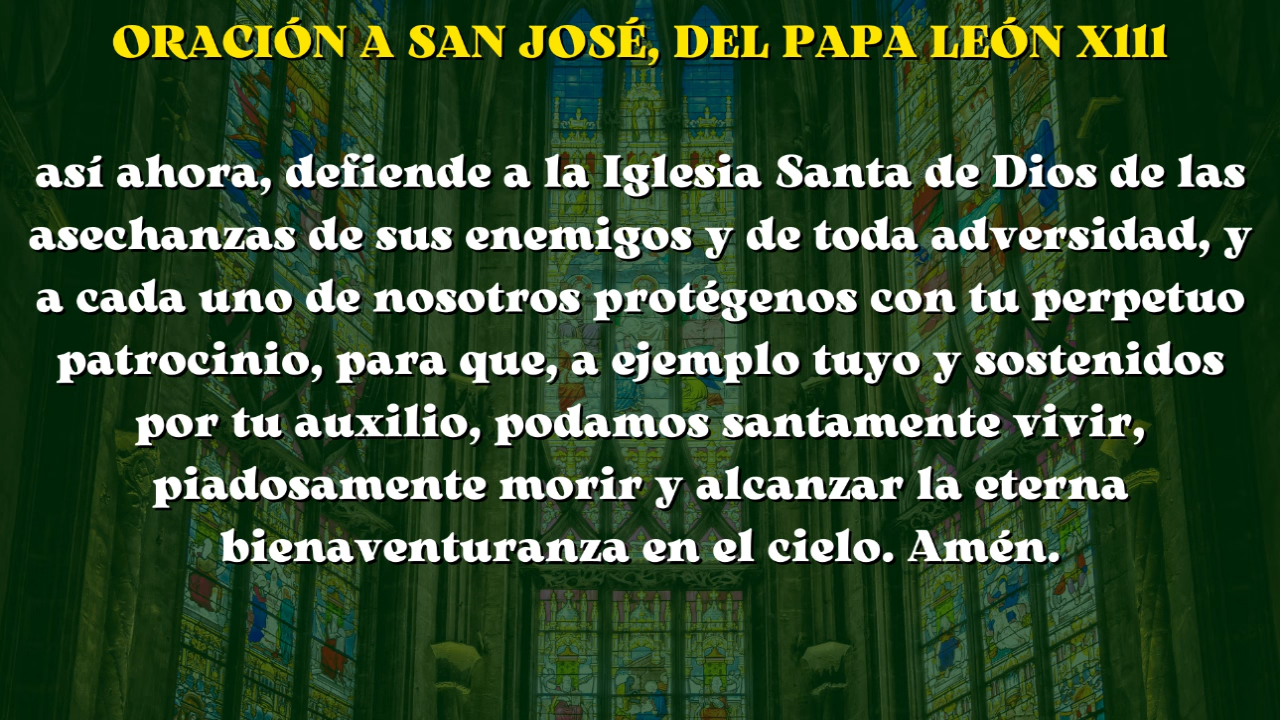 ORACIÓN A SAN JOSÉ, DEL PAPA LEÓN XIII
así ahora, defiende a la Iglesia Santa de Dios de las
asechanzas de sus enemigos y de toda adversidad, y
a cada uno de nosotros protégenos con tu perpetuo
patrocinio, para que, a ejemplo tuyo y sostenidos
por tu auxilio, podamos santamente vivir,
piadosamente morir y alcanzar la eterna
bienaventuranza en el cielo. Amén.